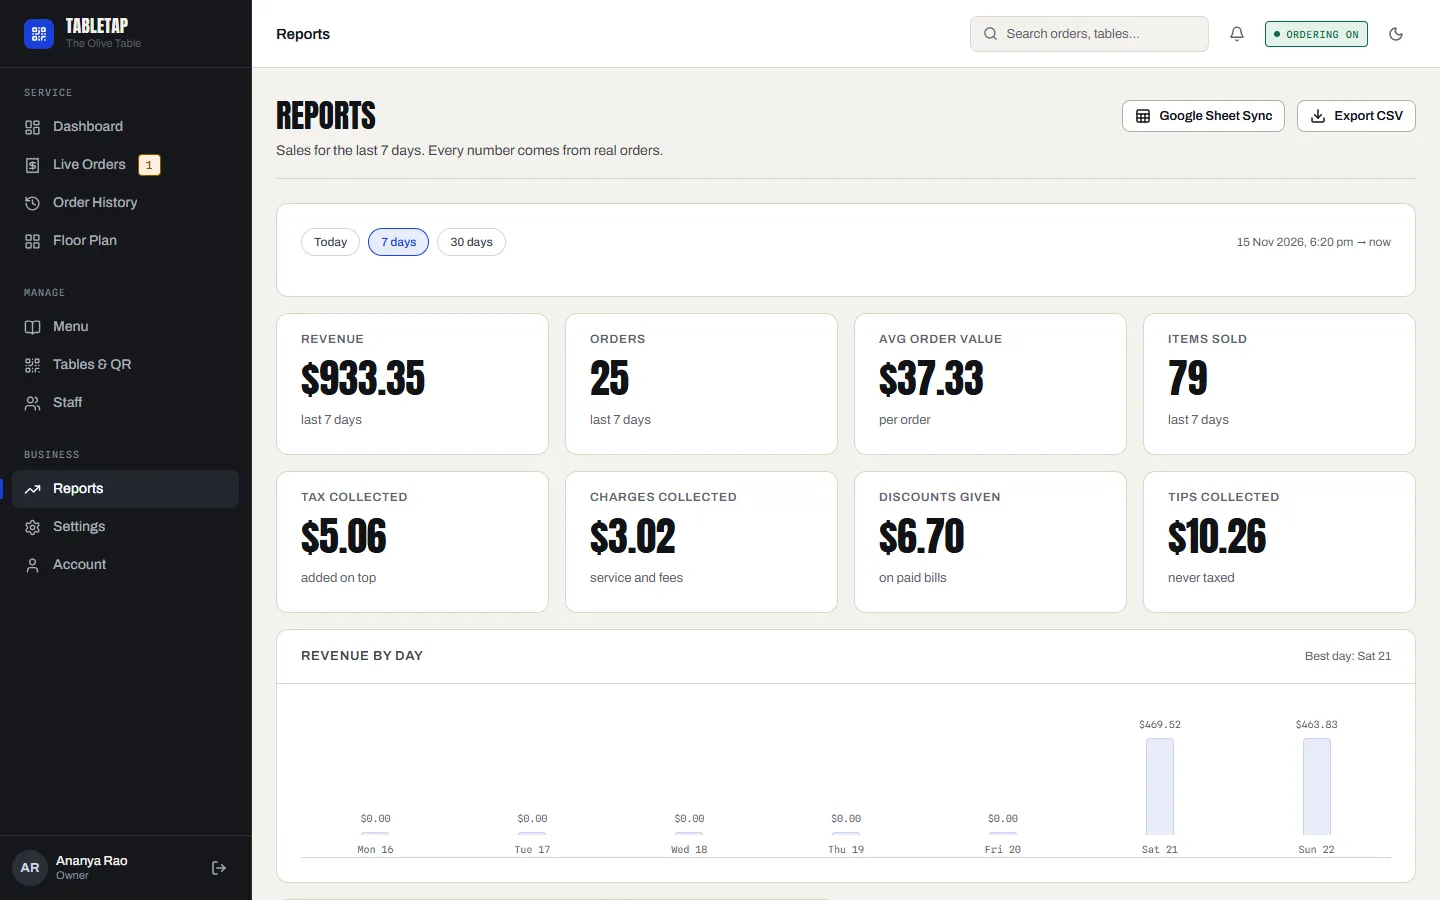 TABLETAP
The Olive Table
SERVICE
Dashboard
Live Orders 1
Order History
Floor Plan
MANAGE
Menu
Tables & QR
Staff
BUSINESS
Reports
Settings
Account
AR
Ananya Rao
Owner
Reports
Search orders, tables...
ORDERING ON
REPORTS
Sales for the last 7 days. Every number comes from real orders.
Google Sheet Sync
Export CSV
Today 7 days 30 days
15 Nov 2026, 6:20 pm → now
REVENUE
$933.35
last 7 days
ORDERS
25
last 7 days
AVG ORDER VALUE
$37.33
per order
ITEMS SOLD
79
last 7 days
TAX COLLECTED
$5.06
added on top
CHARGES COLLECTED
$3.02
service and fees
DISCOUNTS GIVEN
$6.70
on paid bills
TIPS COLLECTED
$10.26
never taxed
REVENUE BY DAY
Best day: Sat 21
$0.00 $0.00 $0.00 $0.00 $0.00 $469.52 $463.83
Mon 16 Tue 17 Wed 18 Thu 19 Fri 20 Sat 21 Sun 22